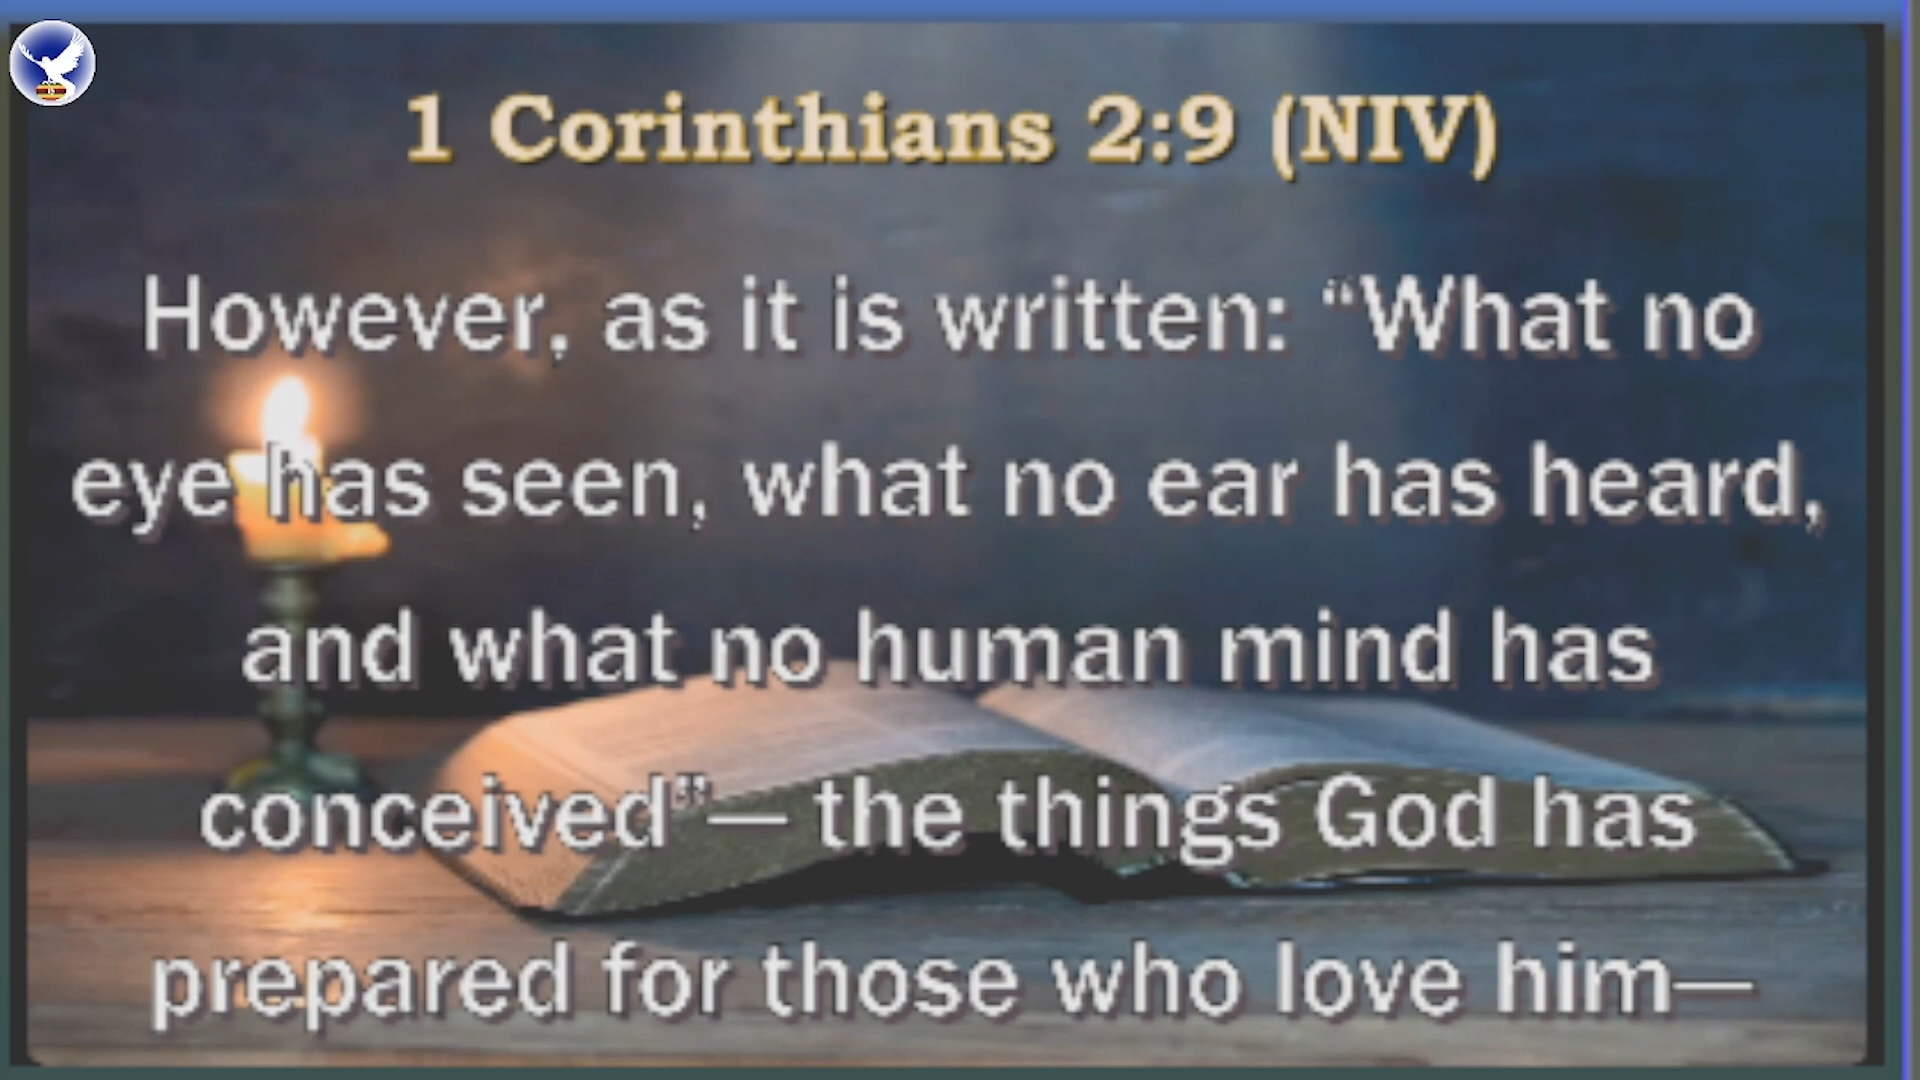 1 Corinthians 2:9 (NIV)
However, as it is written: “What no
eye has seen, what no ear has heard,
and what no human mind has
conceived”— the things God has
prepared for those who love him—